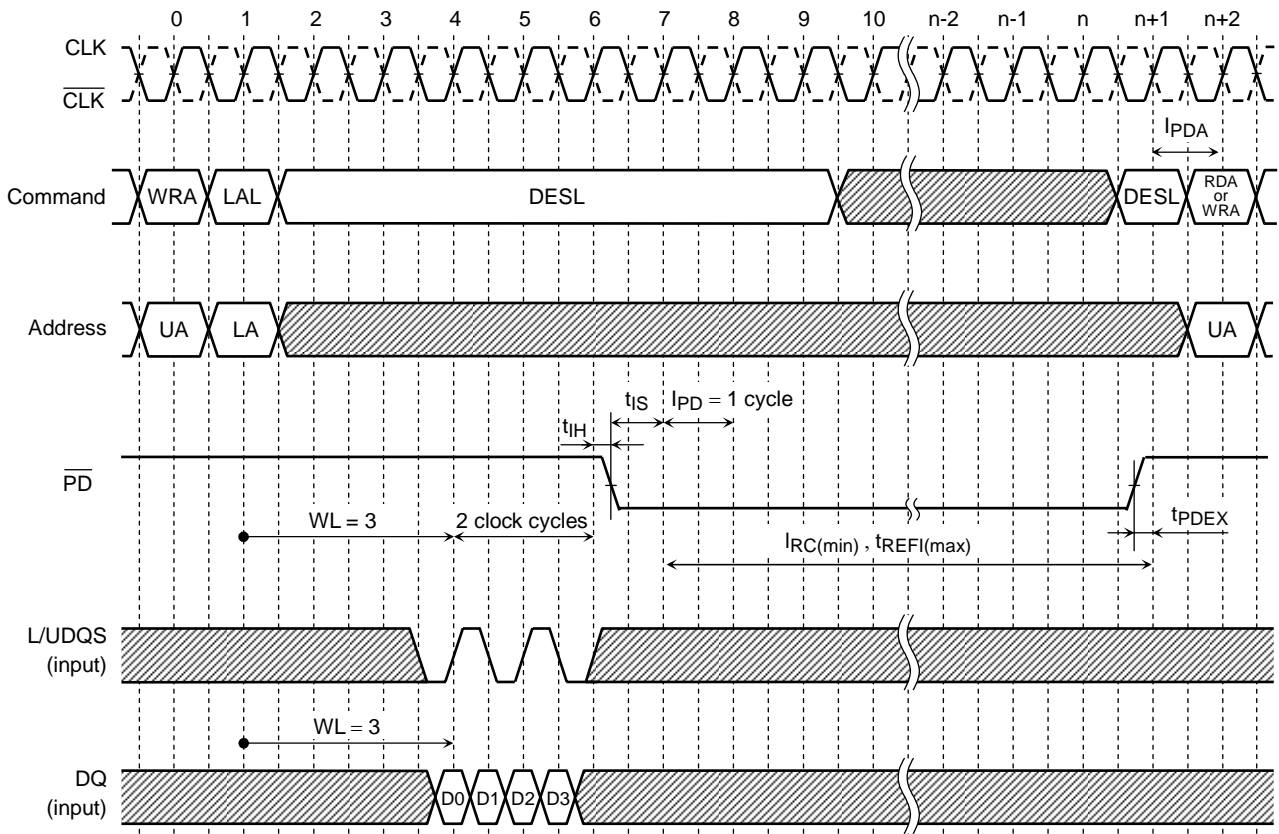 0 1 2 3 4 5 6 7 8 9 10 n-2 n-1 n n+1 n+2
CLK
CLK
IPDA
Command WRA LAL DESL DESL RDA or WRA
Address UA LA UA
tIS IPD = 1 cycle
tIH
PD
WL = 3 2 clock cycles
tPDEX
IRC(min) , tREFI(max)
L/UDQS
(input)
WL = 3
DQ
(input)
D0 D1 D2 D3